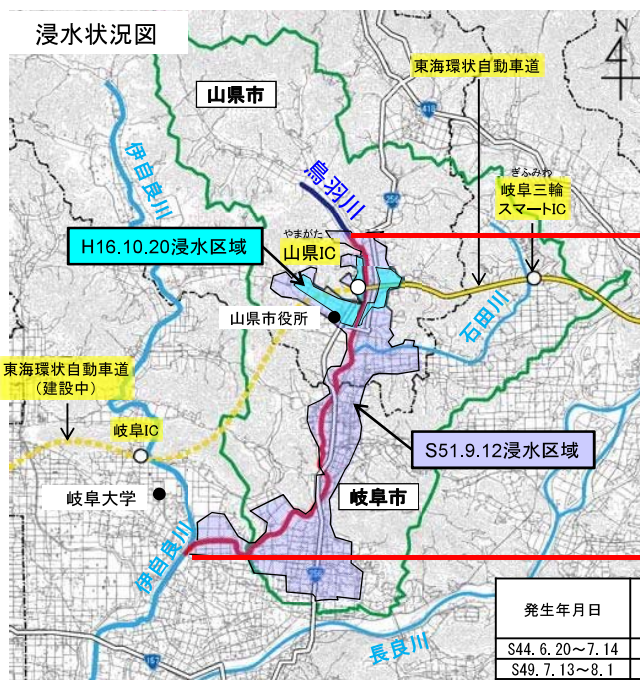 浸水状況図
N
4
東海環状自動車道
山県市
418
伊自良川
鳥羽川
256
ぎふみわ
岐阜三輪
スマートIC
やまがた
山県IC
H16.10.20浸水区域
山県市役所
石田川
東海環状自動車道
（建設中）
岐阜IC
S51.9.12浸水区域
岐阜大学
岐阜市
伊自良川
長良川
157
発生年月日
S44.6.20～7.14
S49.7.13～8.1